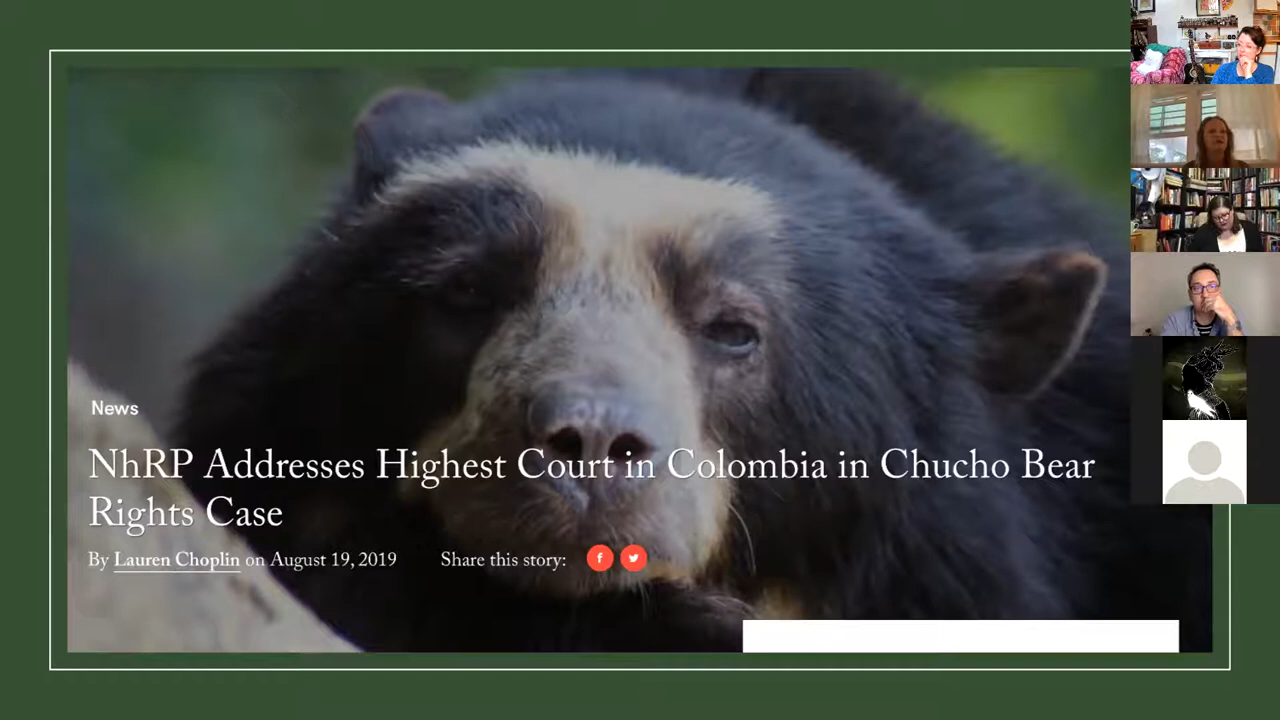 News
NhRP Addresses Highest Court in Colombia in Chucho Bear
Rights Case
By Lauren Choplin on August 19, 2019 Share this story: